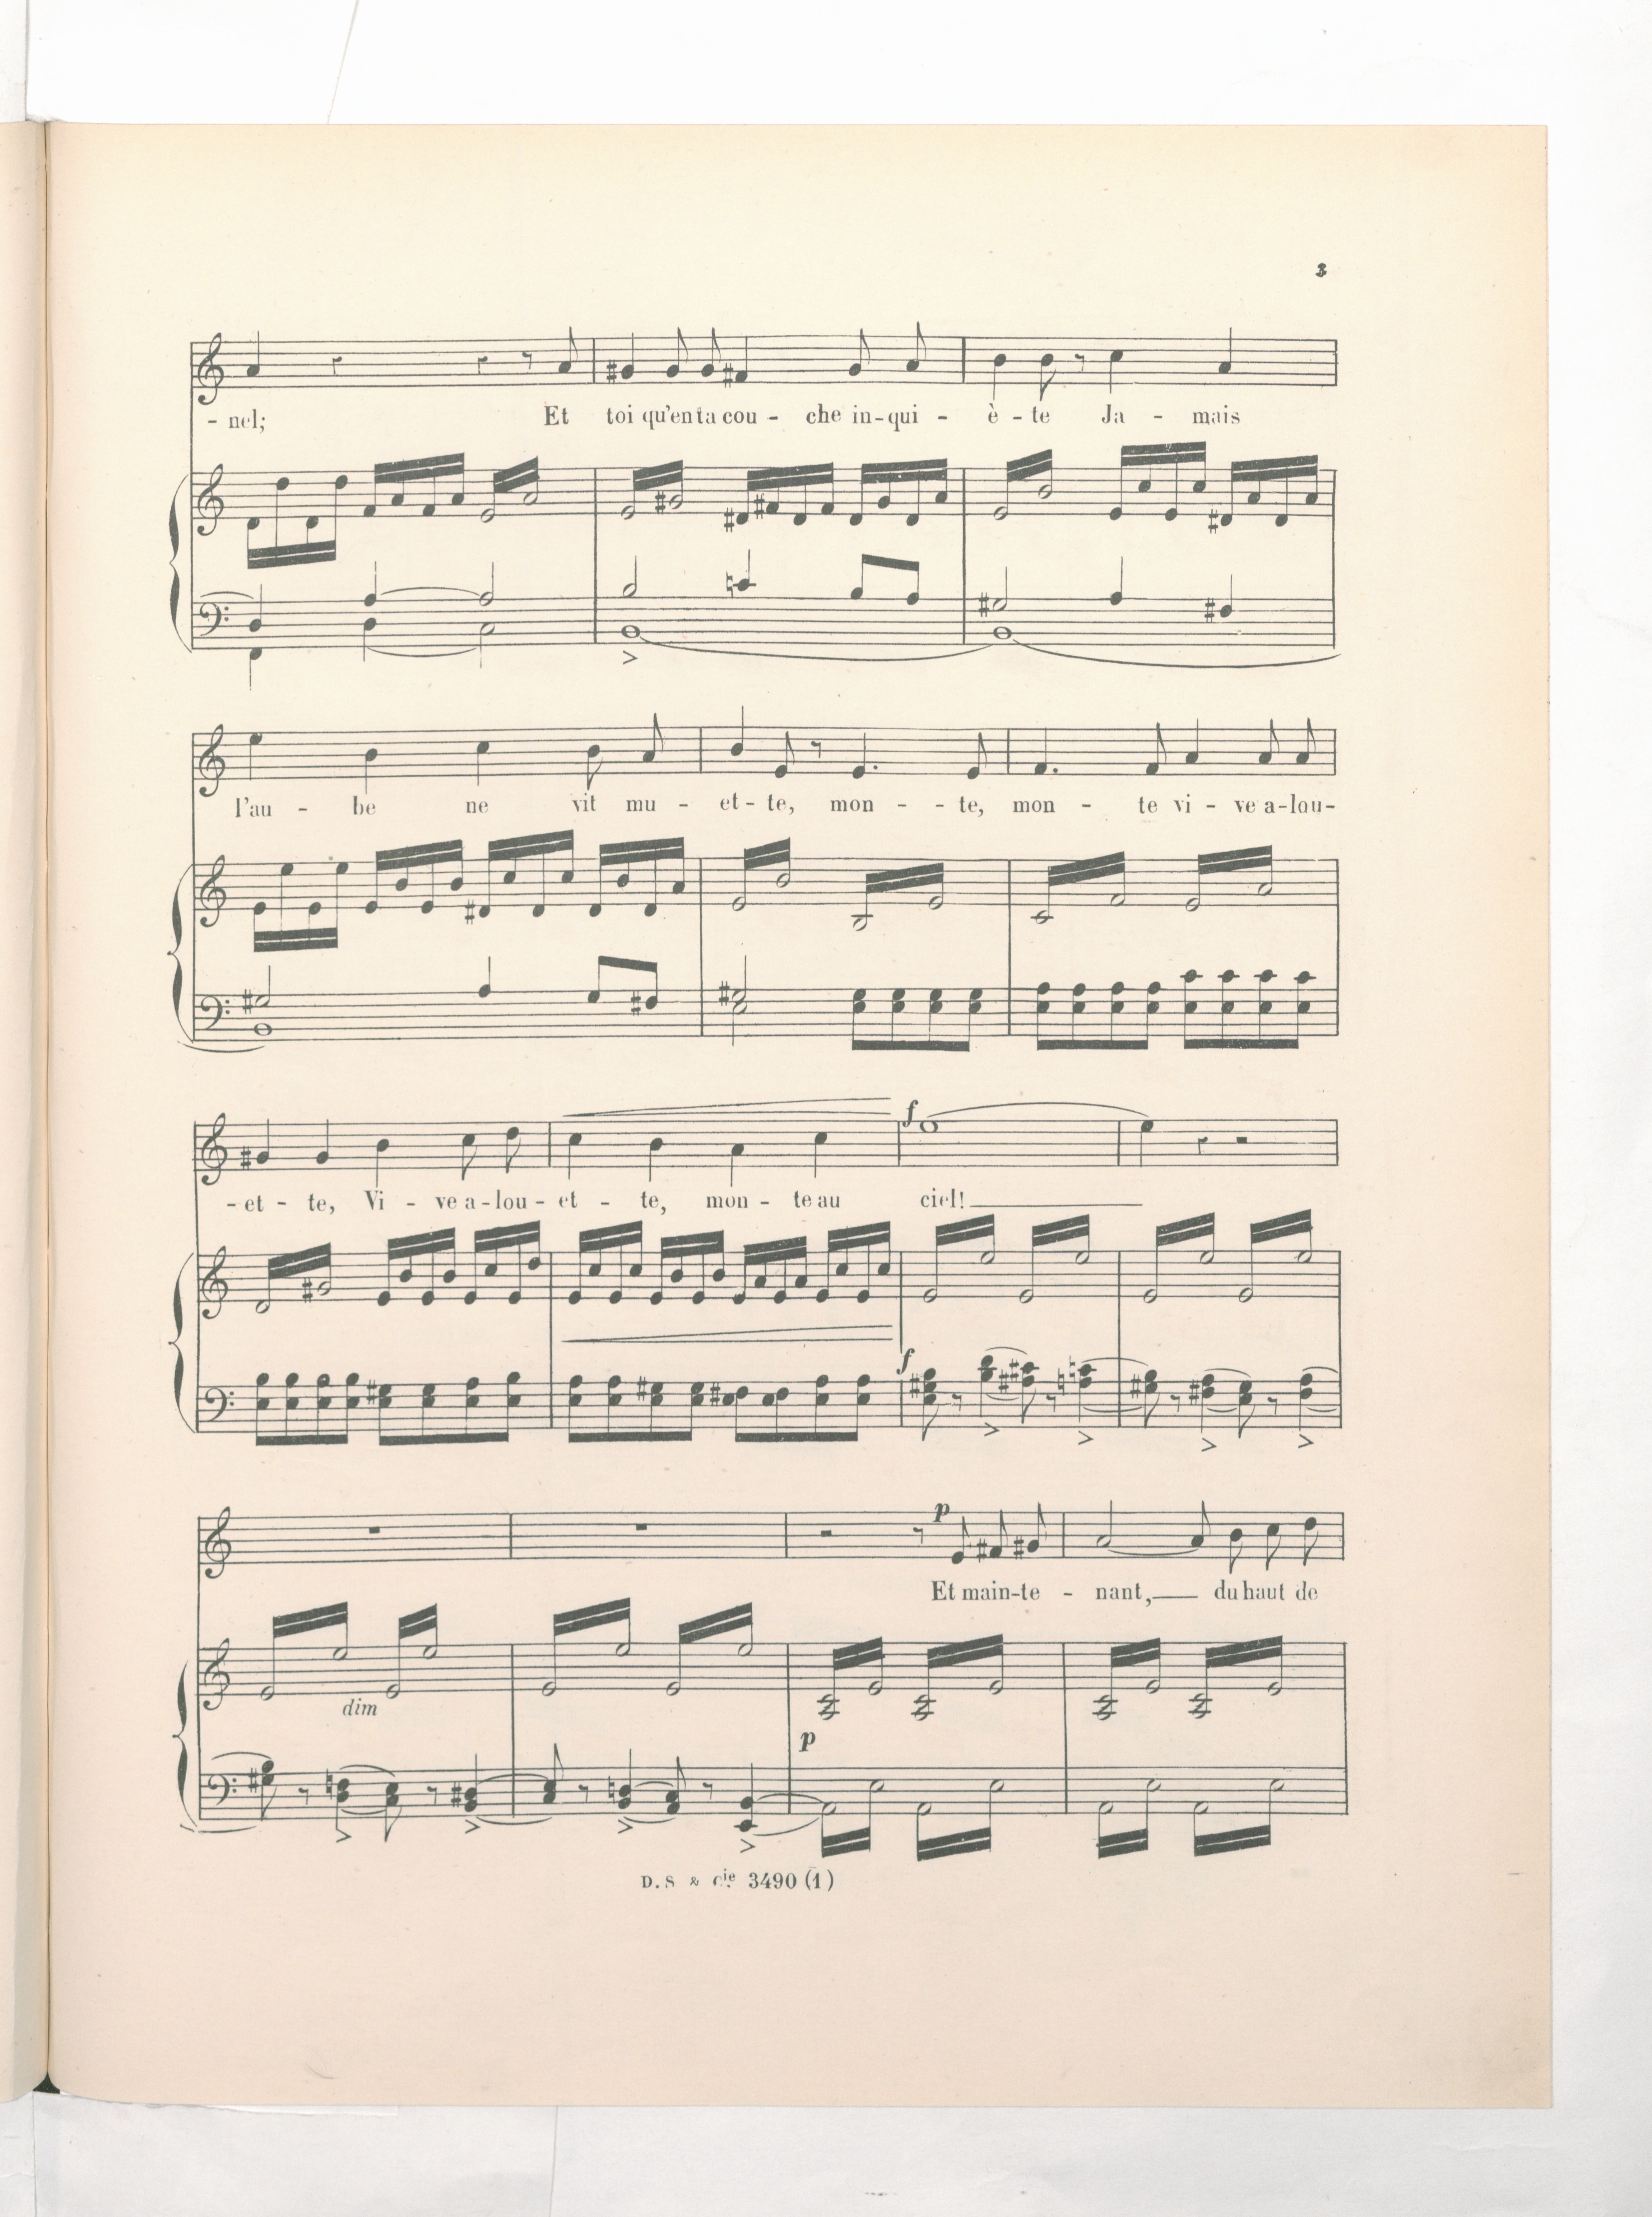 3
- nel; Et toi qu'en ta cou - che in - qui - è - te Ja - mais
l'au - be ne vit mu - et - te, mon - - te, mon - te vi - ve a - lou -
f
- et - te, Vi - ve a - lou - et - te, mon - te au ciel!
f
p
Et main - te - nant, du haut de
dim
p
D. S & Cie. 3490 (1)